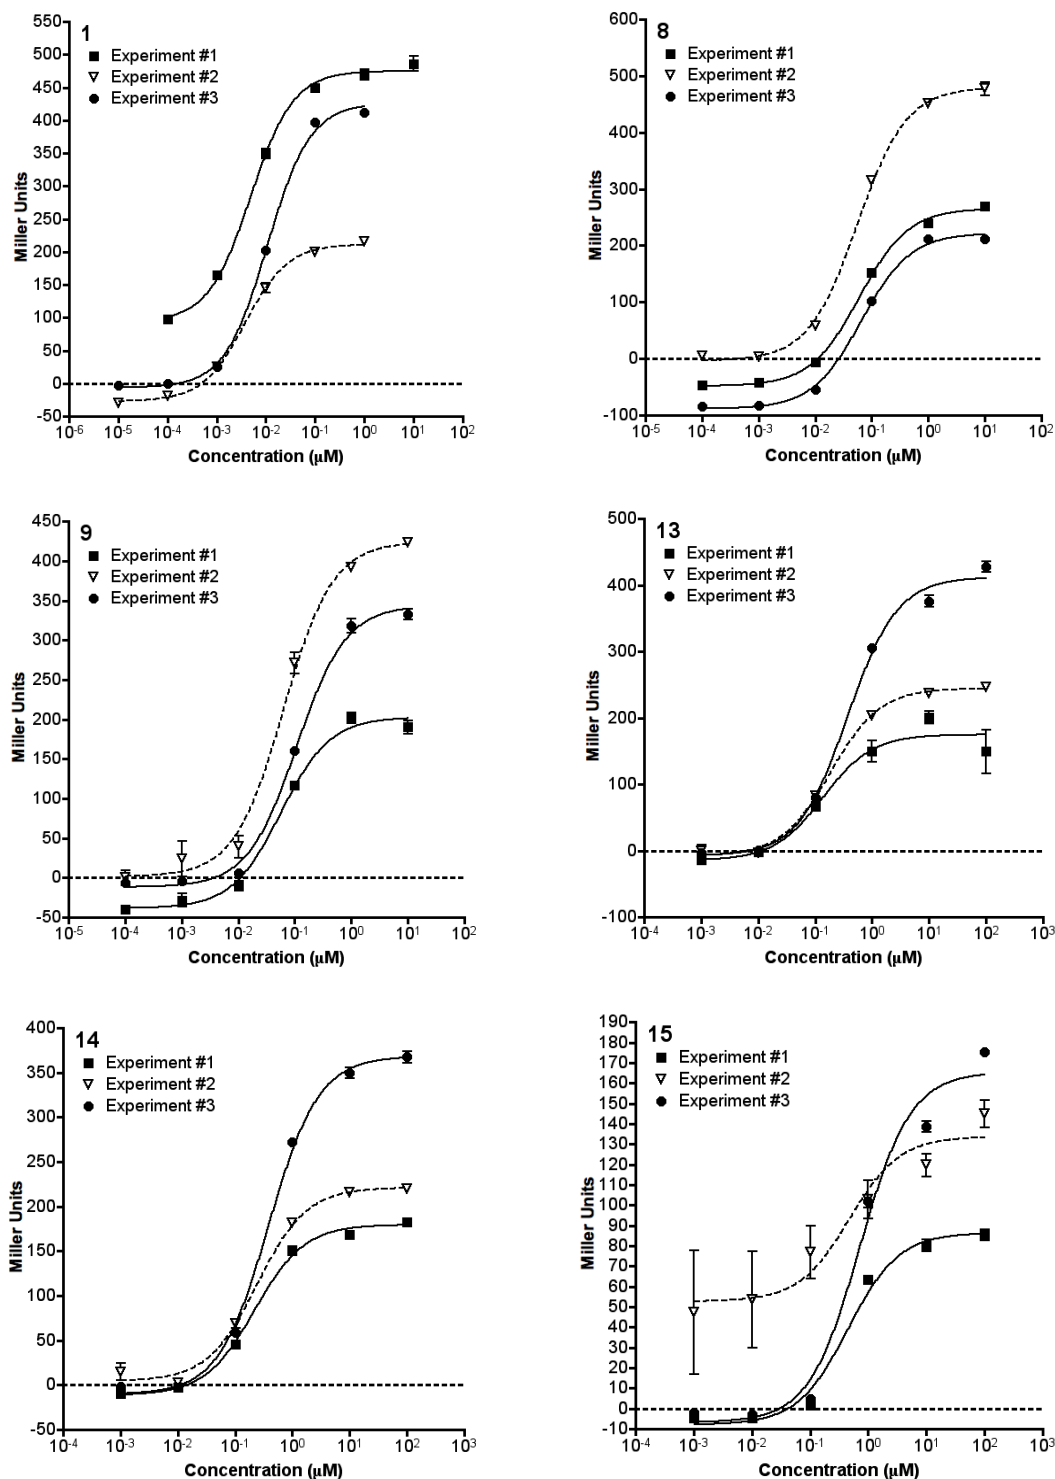 1
Experiment #1
Experiment #2
Experiment #3
550
500
450
400
350
300
250
200
150
100
50
0
-50
Miller Units
10-6 10-5 10-4 10-3 10-2 10-1 100 101 102
Concentration (µM)
8
Experiment #1
Experiment #2
Experiment #3
600
500
400
300
200
100
0
-100
Miller Units
10-5 10-4 10-3 10-2 10-1 100 101 102
Concentration (µM)
9
Experiment #1
Experiment #2
Experiment #3
450
400
350
300
250
200
150
100
50
0
-50
Miller Units
10-5 10-4 10-3 10-2 10-1 100 101 102
Concentration (µM)
13
Experiment #1
Experiment #2
Experiment #3
500
400
300
200
100
0
-100
Miller Units
10-4 10-3 10-2 10-1 100 101 102 103
Concentration (µM)
14
Experiment #1
Experiment #2
Experiment #3
400
350
300
250
200
150
100
50
0
-50
Miller Units
10-4 10-3 10-2 10-1 100 101 102 103
Concentration (µM)
15
Experiment #1
Experiment #2
Experiment #3
190
180
170
160
150
140
130
120
110
100
90
80
70
60
50
40
30
20
10
0
-10
Miller Units
10-4 10-3 10-2 10-1 100 101 102 103
Concentration (µM)